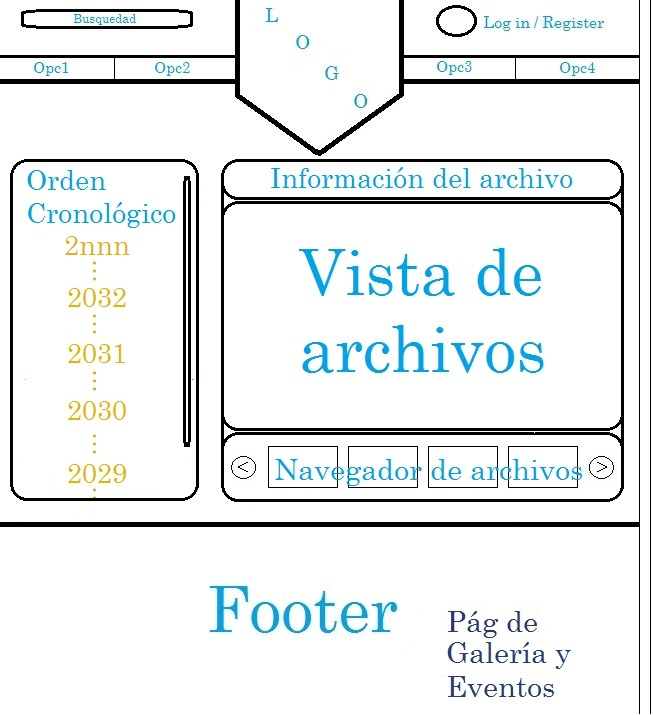 Busquedad
Log in / Register
L
O
G
O
Opc1
Opc2
Opc3
Opc4
Orden
Cronológico
2nnn
2032
2031
2030
2029
Información del archivo
Vista de
archivos
<
Navegador de archivos
>
Footer
Pág de
Galería y
Eventos